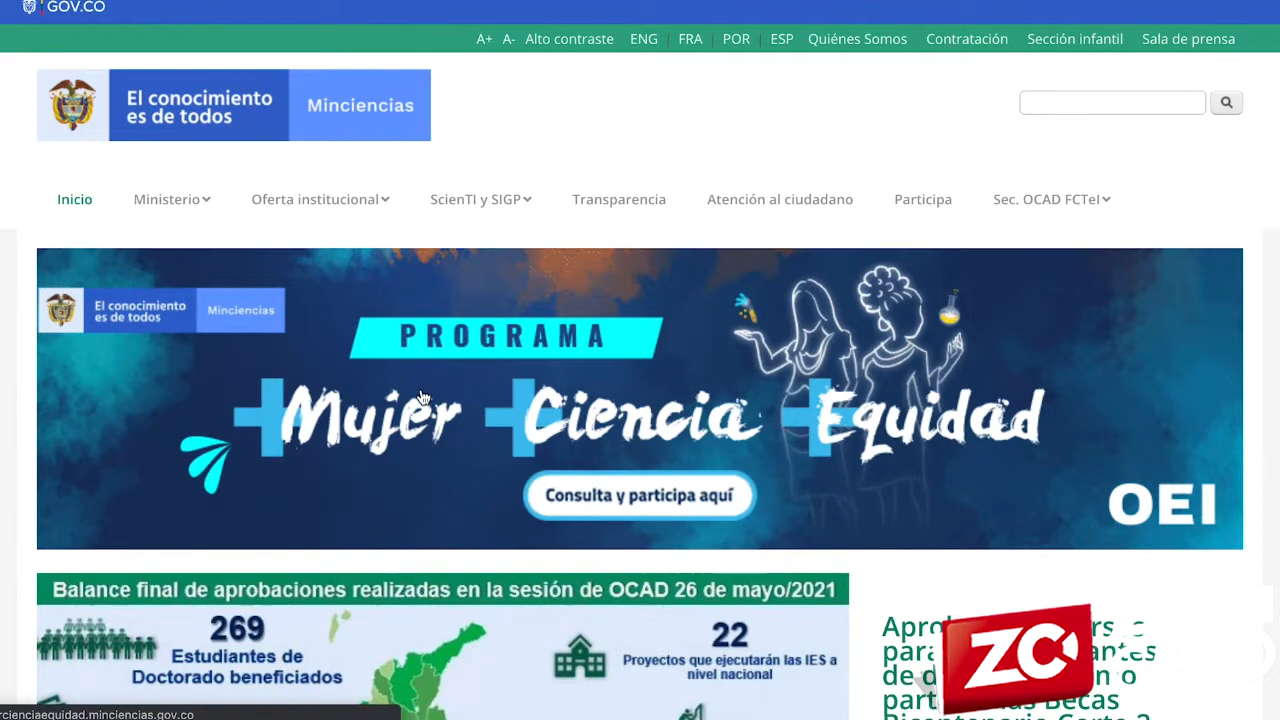 GOV.CO
A+ A- Alto contraste ENG | FRA | POR | ESP Quiénes Somos Contratación Sección infantil Sala de prensa
El conocimiento
es de todos
Minciencias
Inicio Ministerio Oferta institucional ScienTI y SIGP Transparencia Atención al ciudadano Participa Sec. OCAD FCTeI
El conocimiento
es de todos
Minciencias
PROGRAMA
+Mujer +Ciencia +Equidad
Consulta y participa aquí
OEI
Balance final de aprobaciones realizadas en la sesión de OCAD 26 de mayo/2021
269
Estudiantes de
Doctorado beneficiados
22
Proyectos que ejecutarán las IES a
nivel nacional
Becas
ZC
rcienciaequidad.minciencias.gov.co